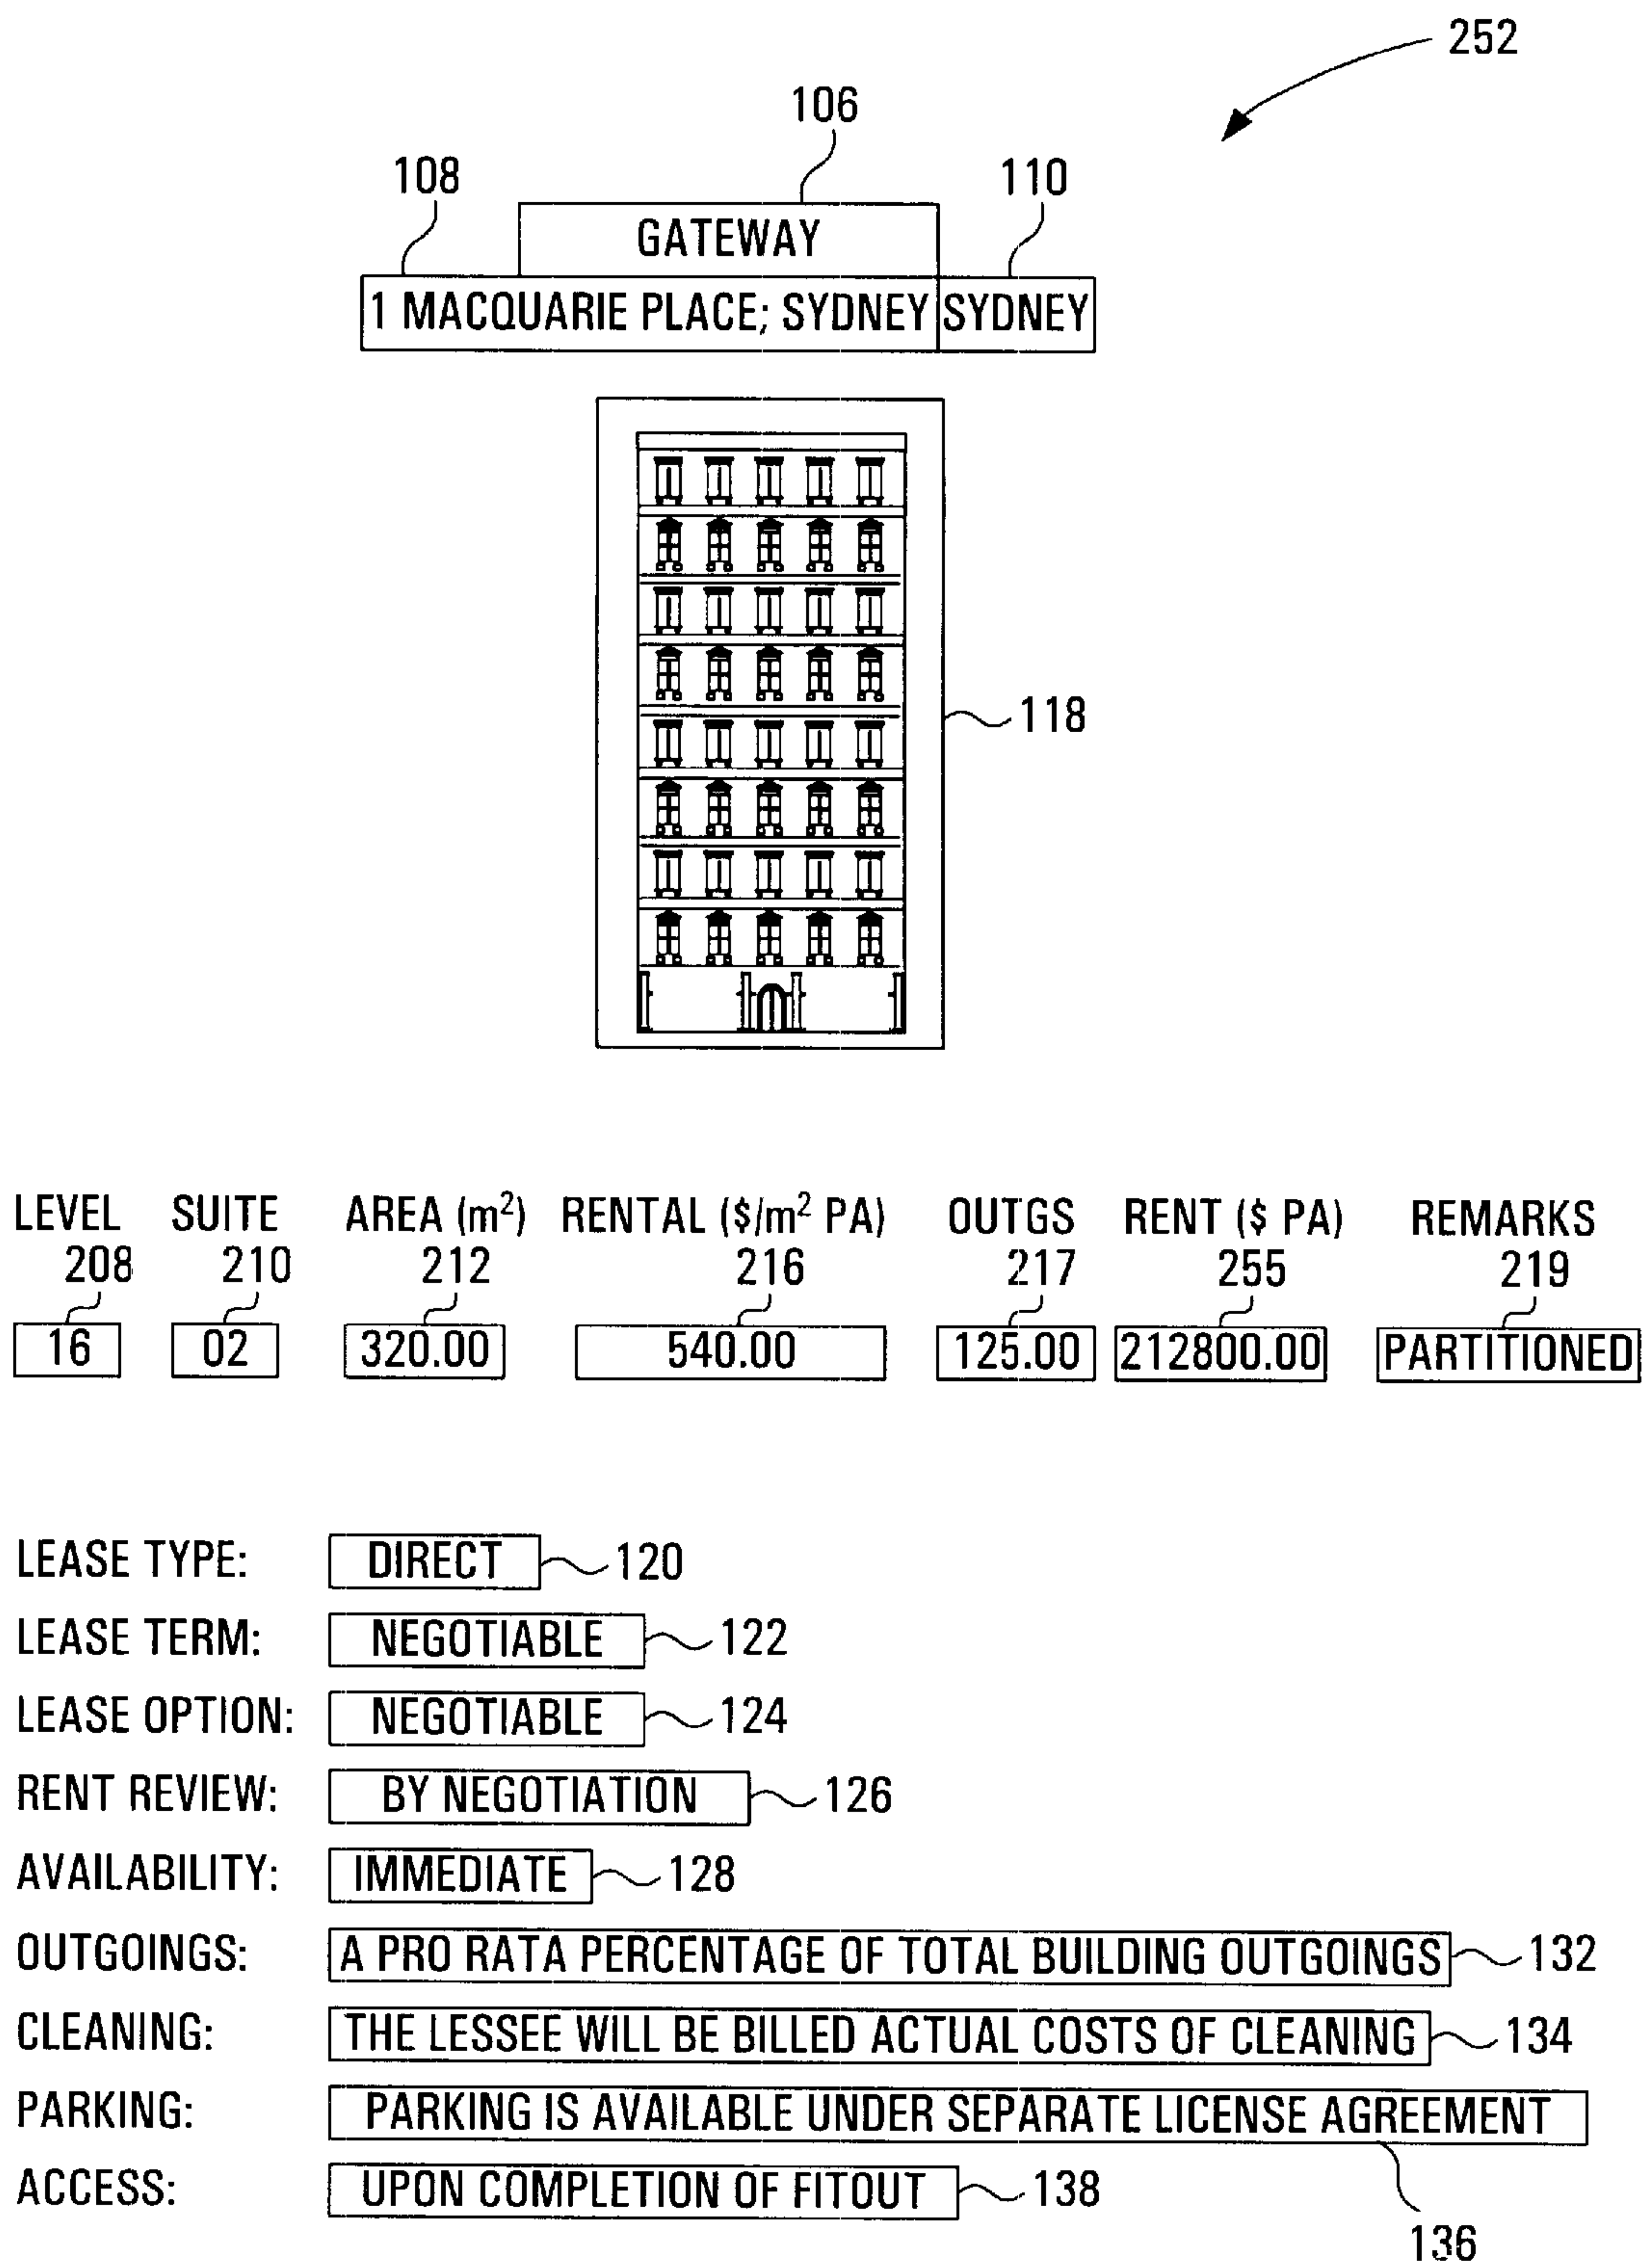 252
106
108
110
GATEWAY
1 MACQUARIE PLACE; SYDNEY SYDNEY
118
LEVEL SUITE AREA (m²) RENTAL ($/m² PA) OUTGS RENT ($ PA) REMARKS
208 210 212 216 217 255 219
16 02 320.00 540.00 125.00 212800.00 PARTITIONED
LEASE TYPE: DIRECT 120
LEASE TERM: NEGOTIABLE 122
LEASE OPTION: NEGOTIABLE 124
RENT REVIEW: BY NEGOTIATION 126
AVAILABILITY: IMMEDIATE 128
OUTGOINGS: A PRO RATA PERCENTAGE OF TOTAL BUILDING OUTGOINGS 132
CLEANING: THE LESSEE WILL BE BILLED ACTUAL COSTS OF CLEANING 134
PARKING: PARKING IS AVAILABLE UNDER SEPARATE LICENSE AGREEMENT
ACCESS: UPON COMPLETION OF FITOUT 138
136